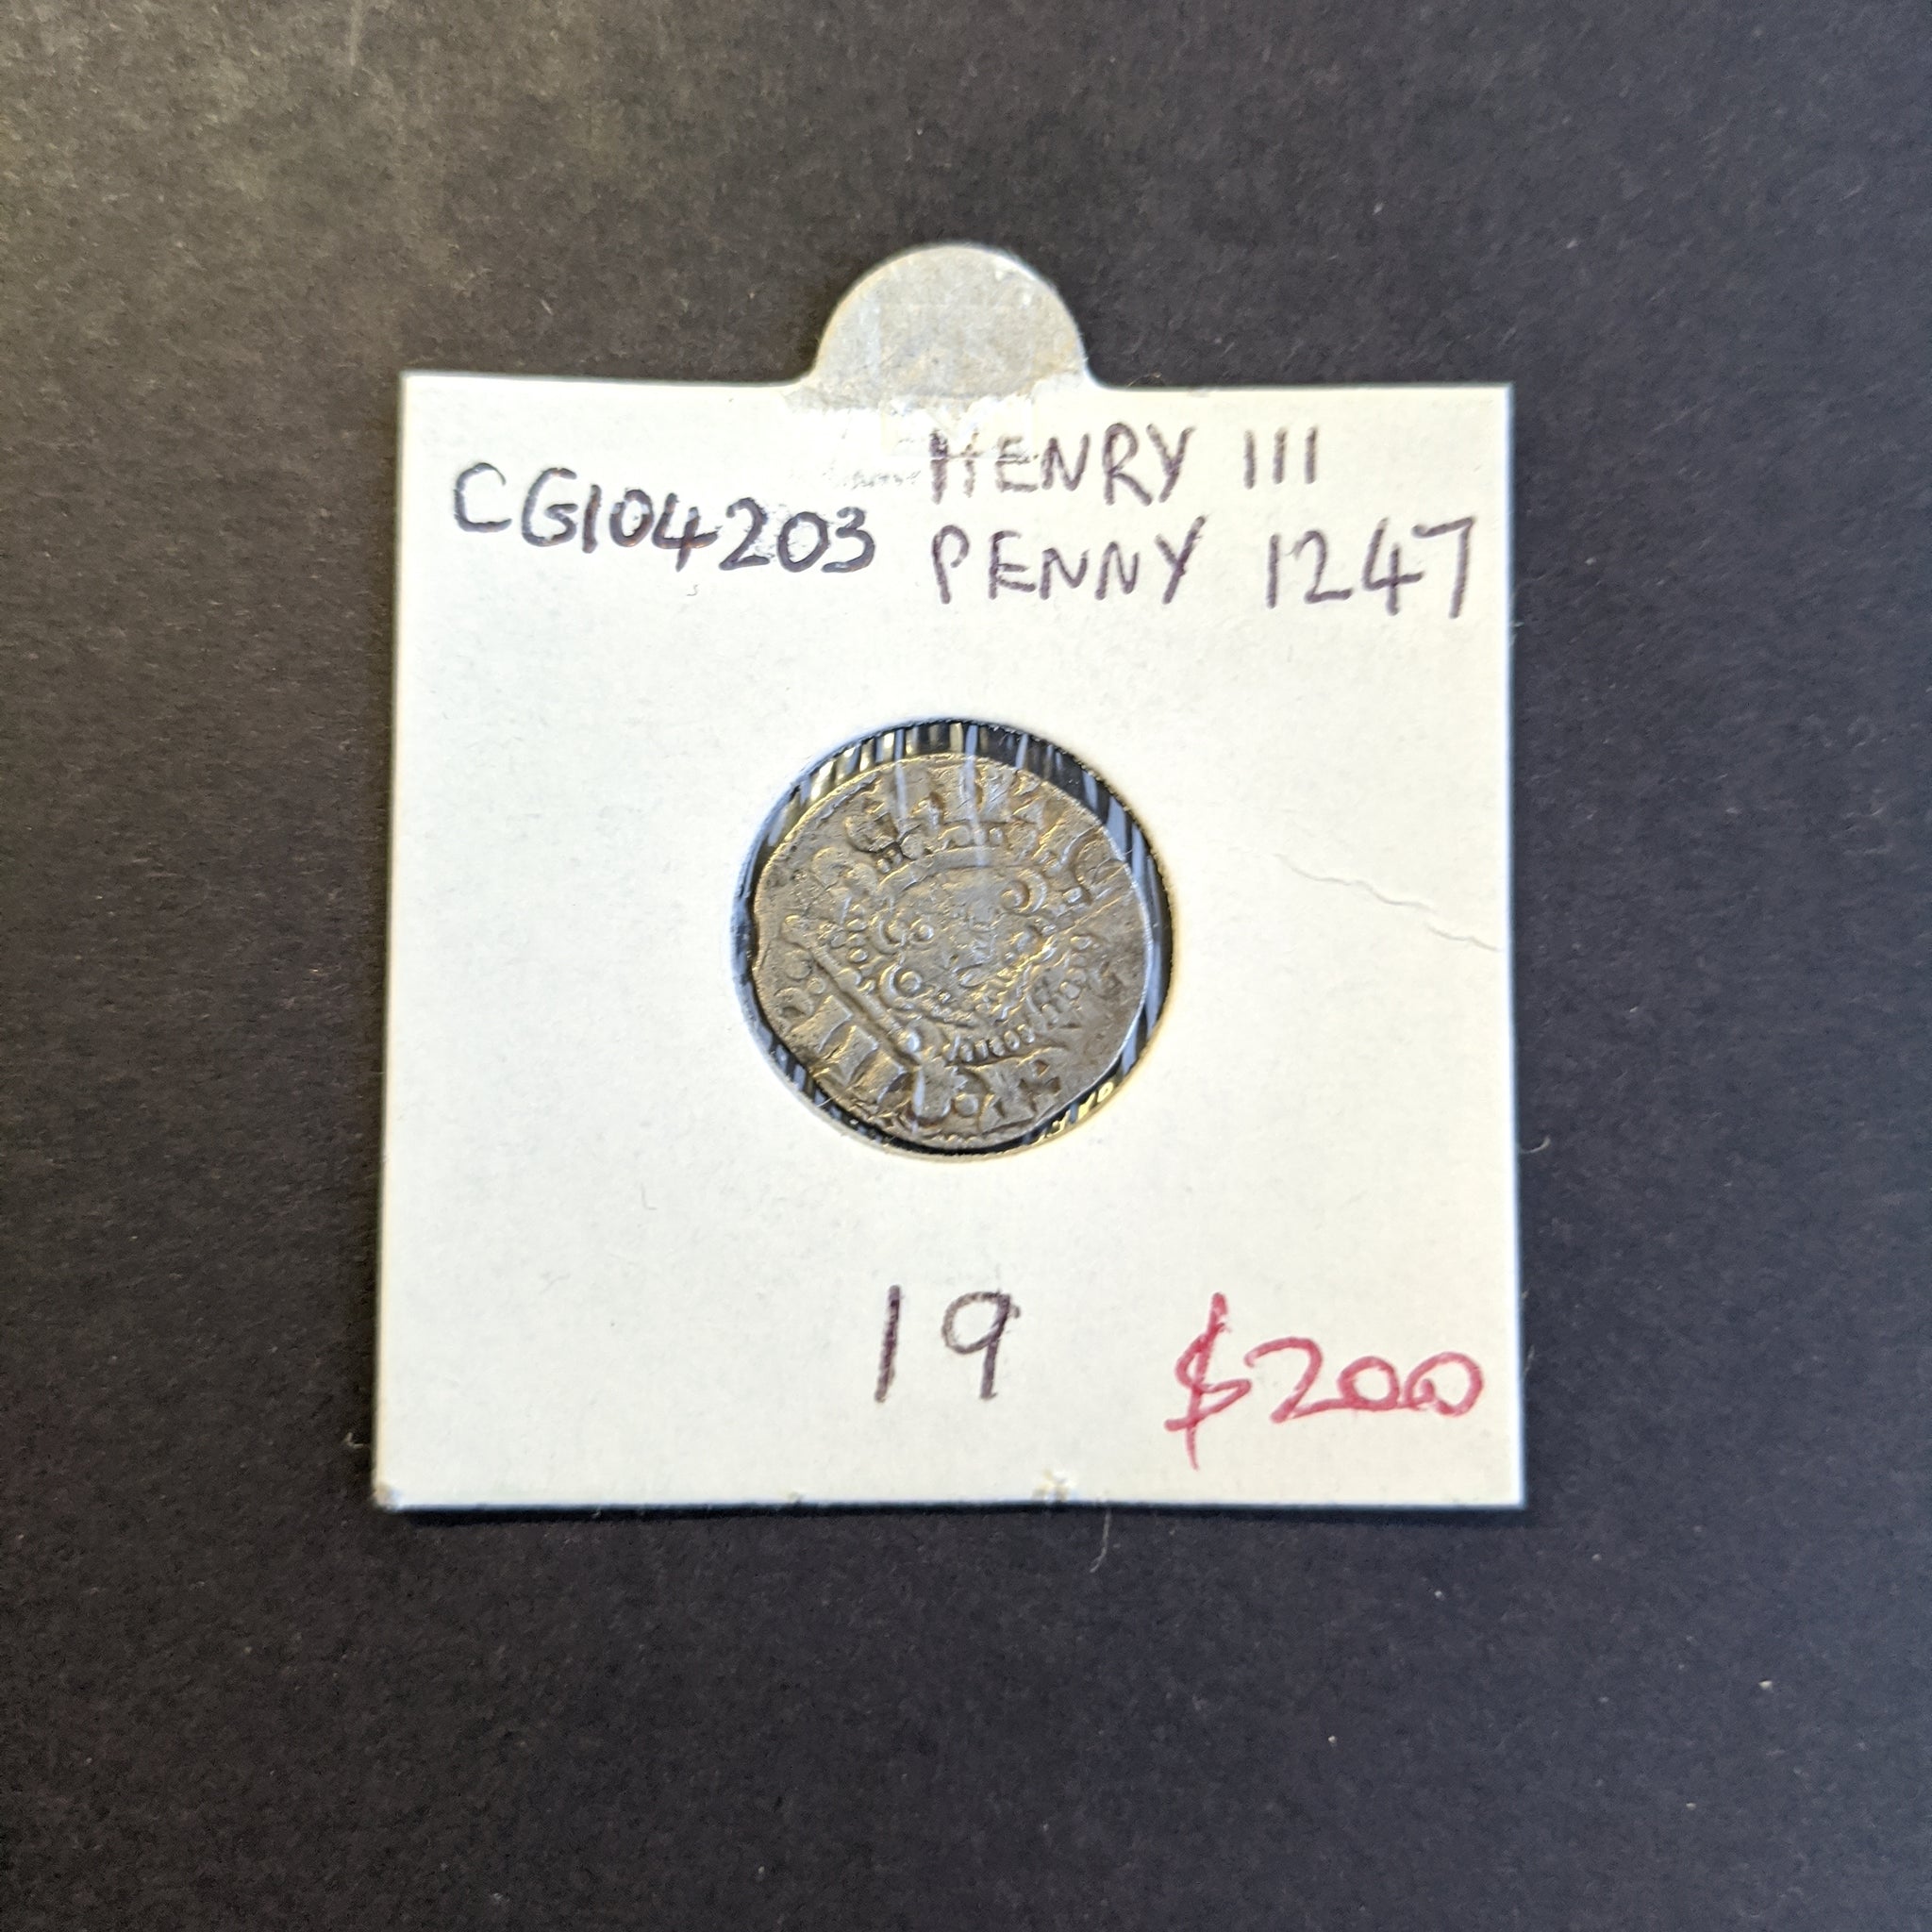 HENRY III
CG104203
PENNY 1247
19
$200